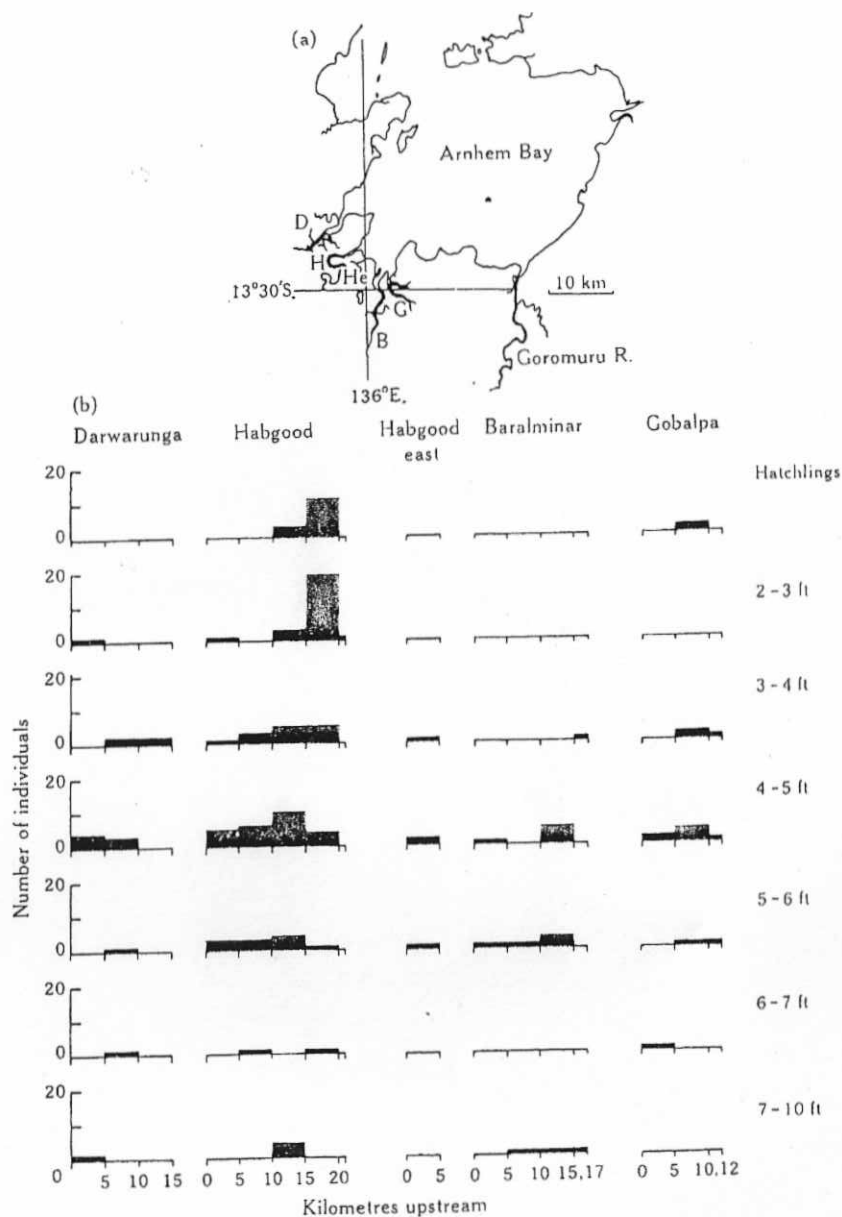 (a)
Arnhem Bay
D
H
He
13°30'S.
G
10 km
B
Goromuru R.
136°E.
(b)
Darwarunga Habgood Habgood east Baralminar Gobalpa
Number of individuals
20
0
Hatchlings
20
0
2-3 ft
20
0
3-4 ft
20
0
4-5 ft
20
0
5-6 ft
20
0
6-7 ft
20
7-10 ft
0 5 10 15 0 5 10 15 20 0 5 0 5 10 15,17 0 5 10,12
Kilometres upstream